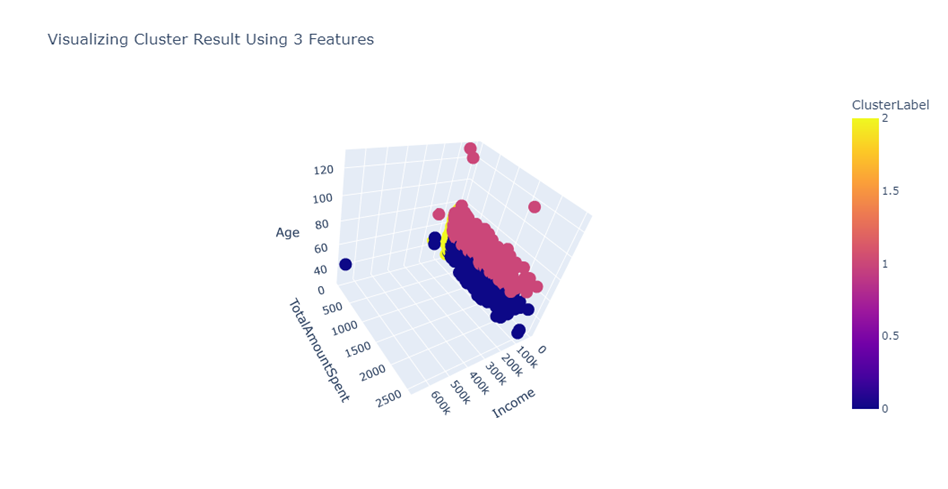 Visualizing Cluster Result Using 3 Features
ClusterLabel
2
1.5
1
0.5
0
Age
120
100
80
60
40
TotalAmountSpent
0
500
1000
1500
2000
2500
Income
600k
500k
400k
300k
200k
100k
0